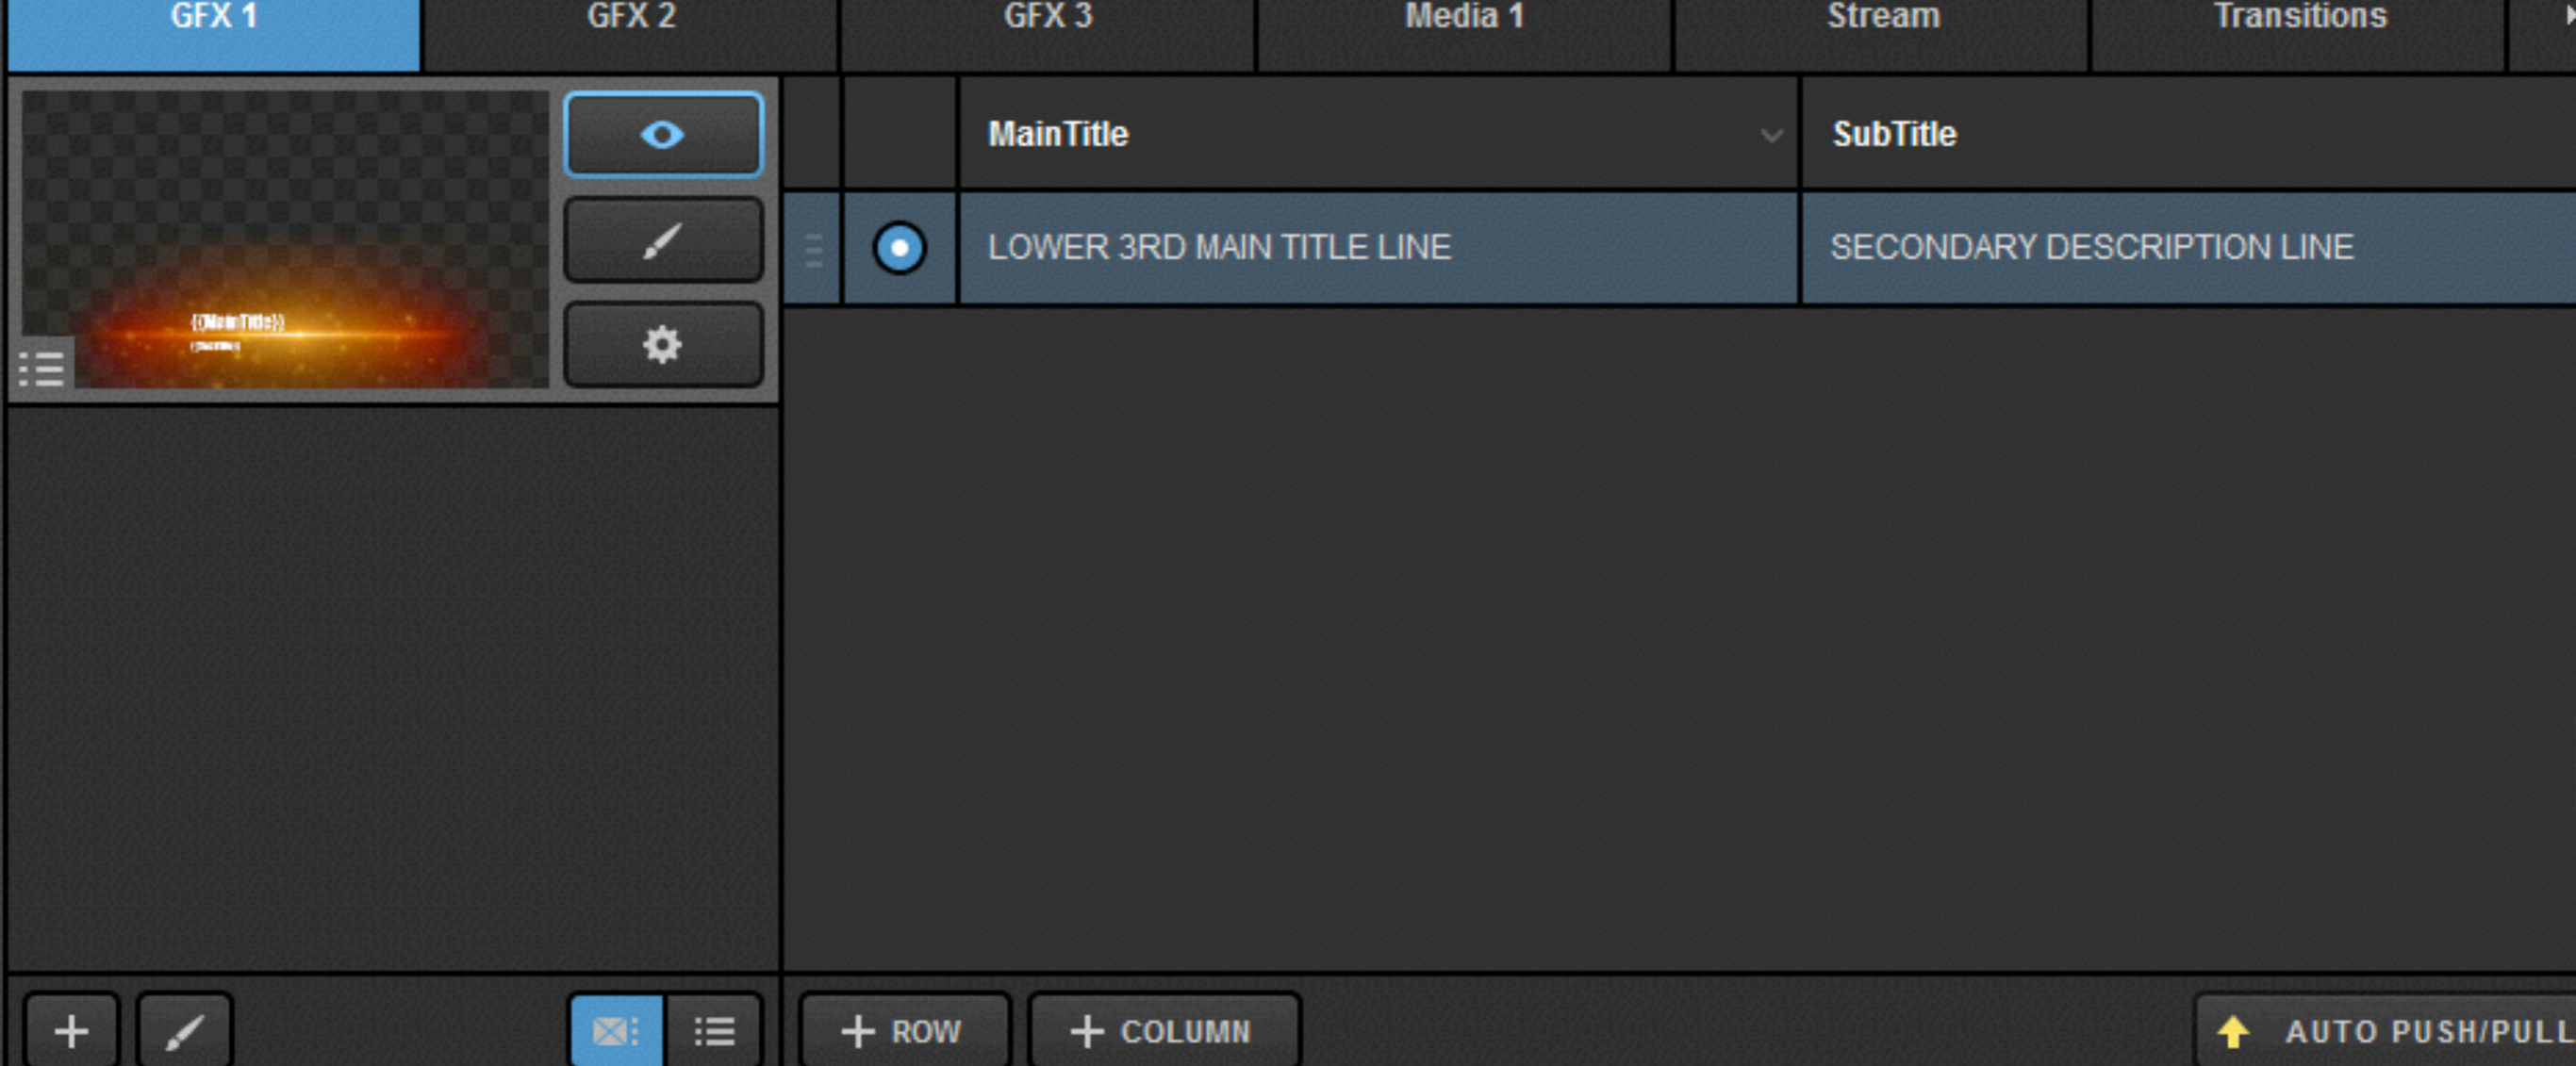 GFX 1 GFX 2 GFX 3 Media 1 Stream Transitions
MainTitle SubTitle
LOWER 3RD MAIN TITLE LINE SECONDARY DESCRIPTION LINE
{{MainTitle}}
ROW COLUMN AUTO PUSH/PULL